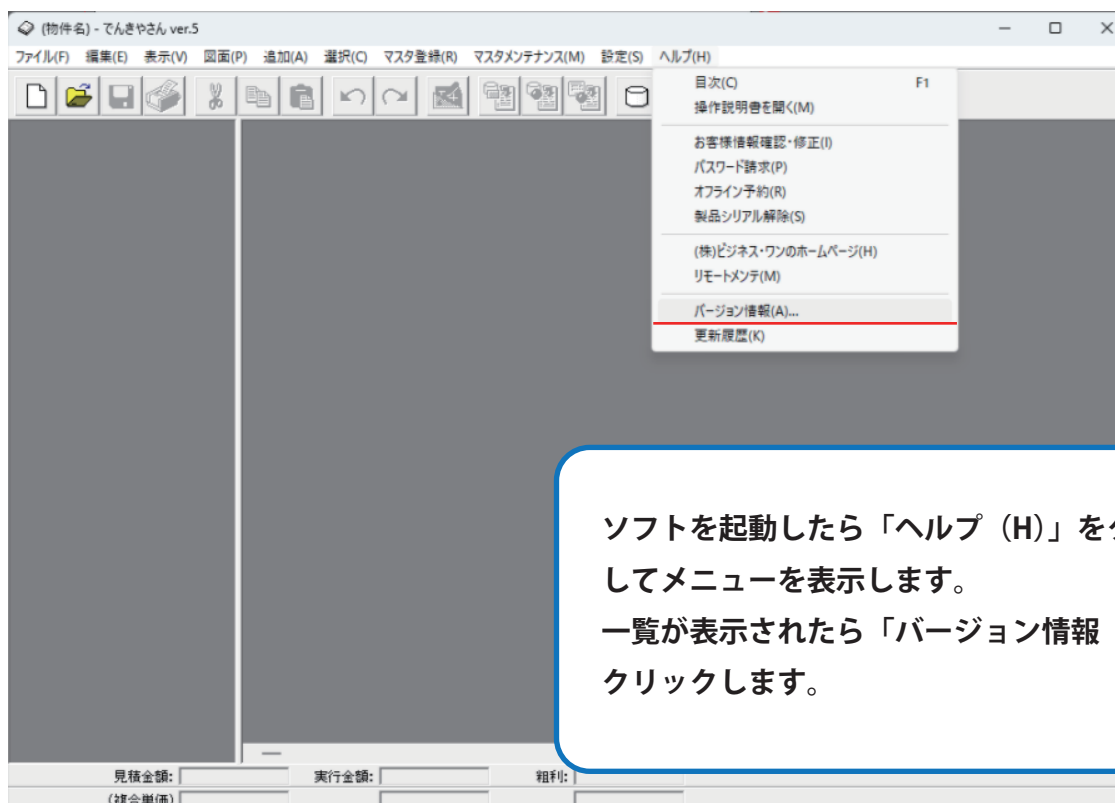 (物件名) - でんきやさん ver.5
ファイル(F) 編集(E) 表示(V) 図面(P) 追加(A) 選択(C) マスタ登録(R) マスタメンテナンス(M) 設定(S) ヘルプ(H)
目次(C) F1
操作説明書を開く(M)
お客様情報確認・修正(I)
パスワード請求(P)
オフライン予約(R)
製品シリアル解除(S)
(株)ビジネス・ワンのホームページ(H)
リモートメンテ(M)
バージョン情報(A)...
更新履歴(K)
ソフトを起動したら「ヘルプ（H）」を
してメニューを表示します。
一覧が表示されたら「バージョン情報
クリックします。
見積金額: 実行金額: 粗利:
(複合単価)